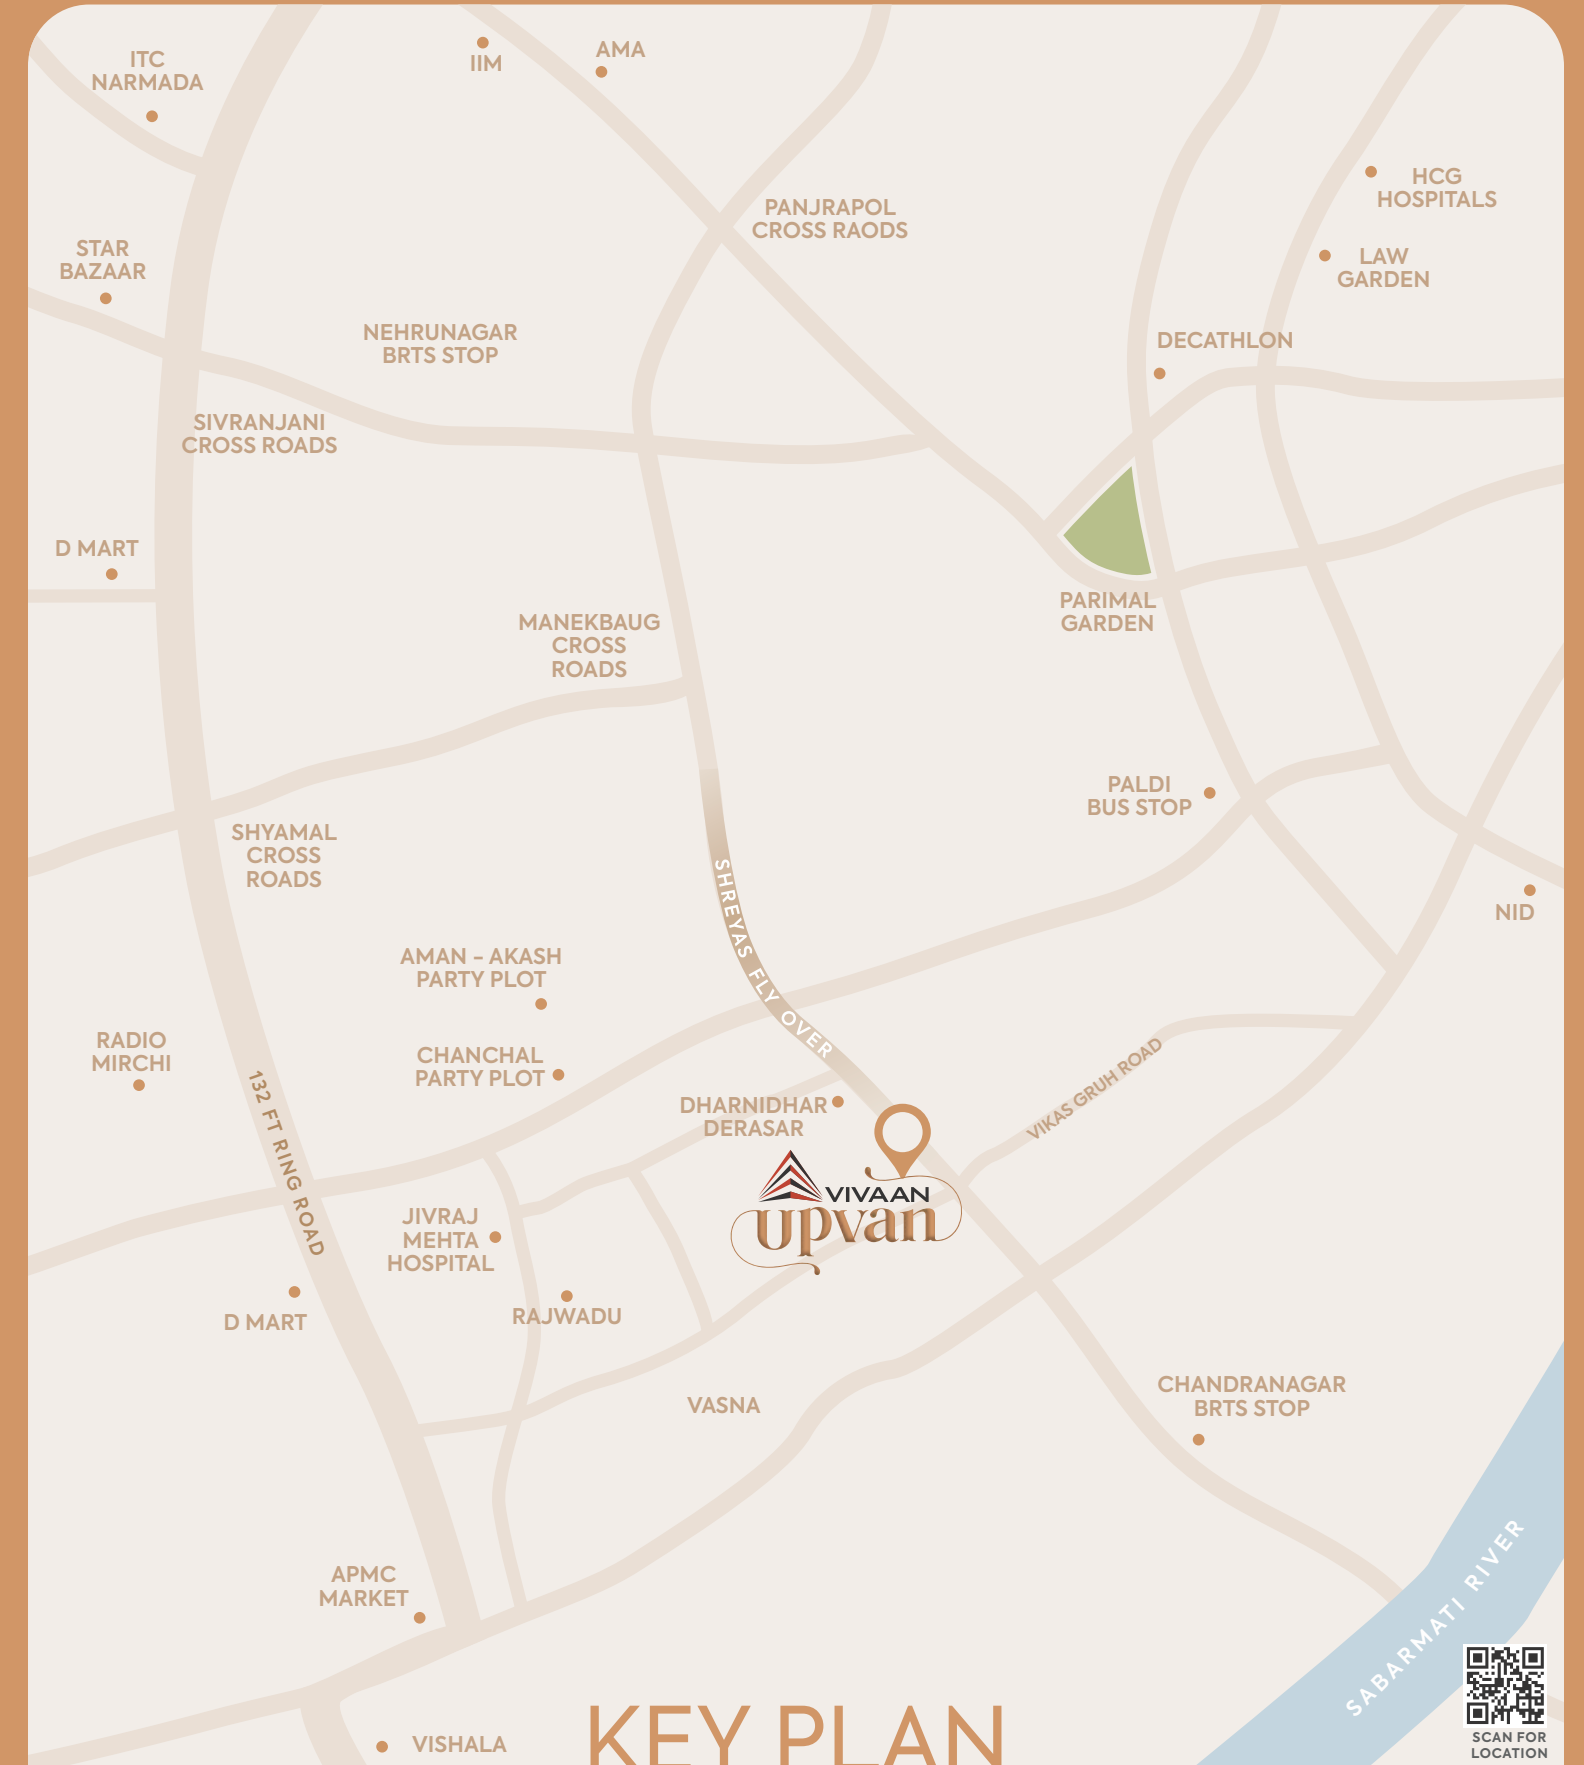 ITC
NARMADA
IIM
AMA
HCG
HOSPITALS
PANJRAPOL
CROSS RAODS
STAR
BAZAAR
LAW
GARDEN
NEHRUNAGAR
BRTS STOP
DECATHLON
SIVRANJANI
CROSS ROADS
D MART
PARIMAL
GARDEN
MANEKBAUG
CROSS
ROADS
PALDI
BUS STOP
SHYAMAL
CROSS
ROADS
SHREYAS FLY OVER
NID
AMAN - AKASH
PARTY PLOT
RADIO
MIRCHI
CHANCHAL
PARTY PLOT
132 FT RING ROAD
VIKAS GRUH ROAD
DHARNIDHAR
DERASAR
VIVAAN
upvan
JIVRAJ
MEHTA
HOSPITAL
D MART
RAJWADU
VASNA
CHANDRANAGAR
BRTS STOP
SABARMATI RIVER
APMC
MARKET
VISHALA
KEY PLAN
SCAN FOR
LOCATION